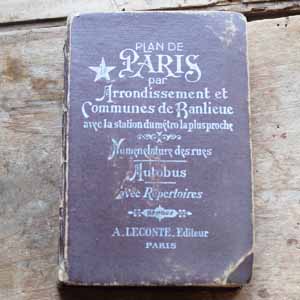 PLAN DE
PARIS
par
Arrondissement et
Communes de Banlieue
avec la station du métro la plus proche
Nomenclature des rues
Autobus
avec Répertoires
A. LECONTE, Editeur
PARIS